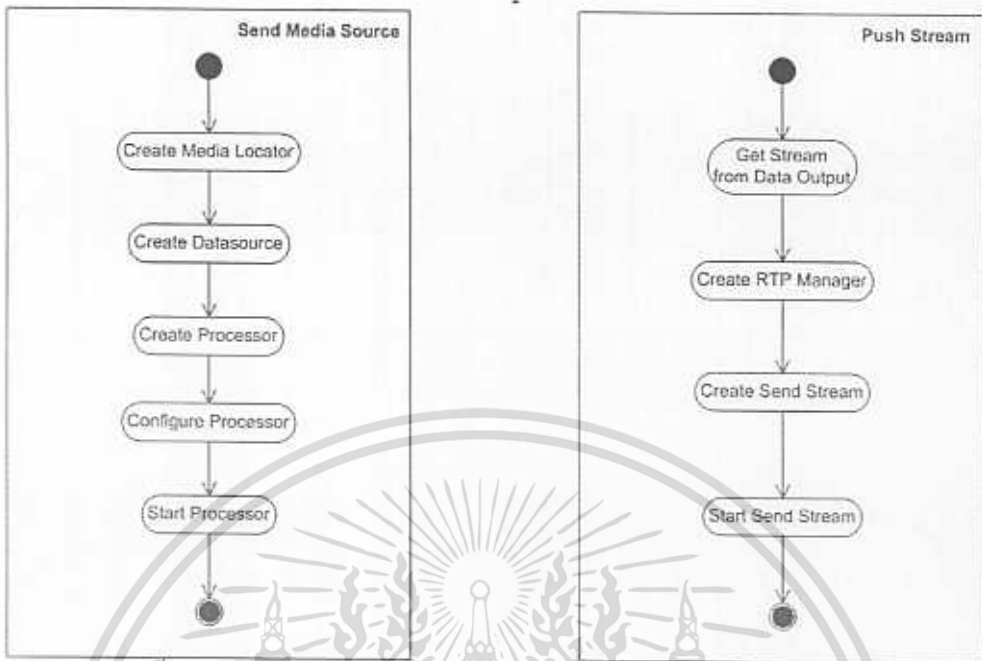 Send Media Source
Create Media Locator
Create Datasource
Create Processor
Configure Processor
Start Processor
Push Stream
Get Stream
from Data Output
Create RTP Manager
Create Send Stream
Start Send Stream